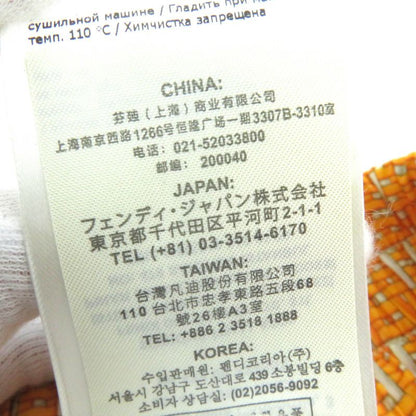 сушильной машине / Гладить при
темп. 110 °C / Химчистка запрещена
CHINA:
芬迪（上海）商业有限公司
上海南京西路1266号恒隆广场一期3307B-3310室
电话: 021-52033800
邮编: 200040
JAPAN:
フェンディ・ジャパン株式会社
東京都千代田区平河町2-1-1
TEL (+81) 03-3514-6170
TAIWAN:
台灣凡迪股份有限公司
110 台北市忠孝東路五段68
號26樓A3室
TEL: +886 2 3518 1888
KOREA:
수입판매원: 펜디코리아(주)
서울시 강남구 도산대로 439 소봉빌딩 6층
소비자 상담실: (02)2056-9092